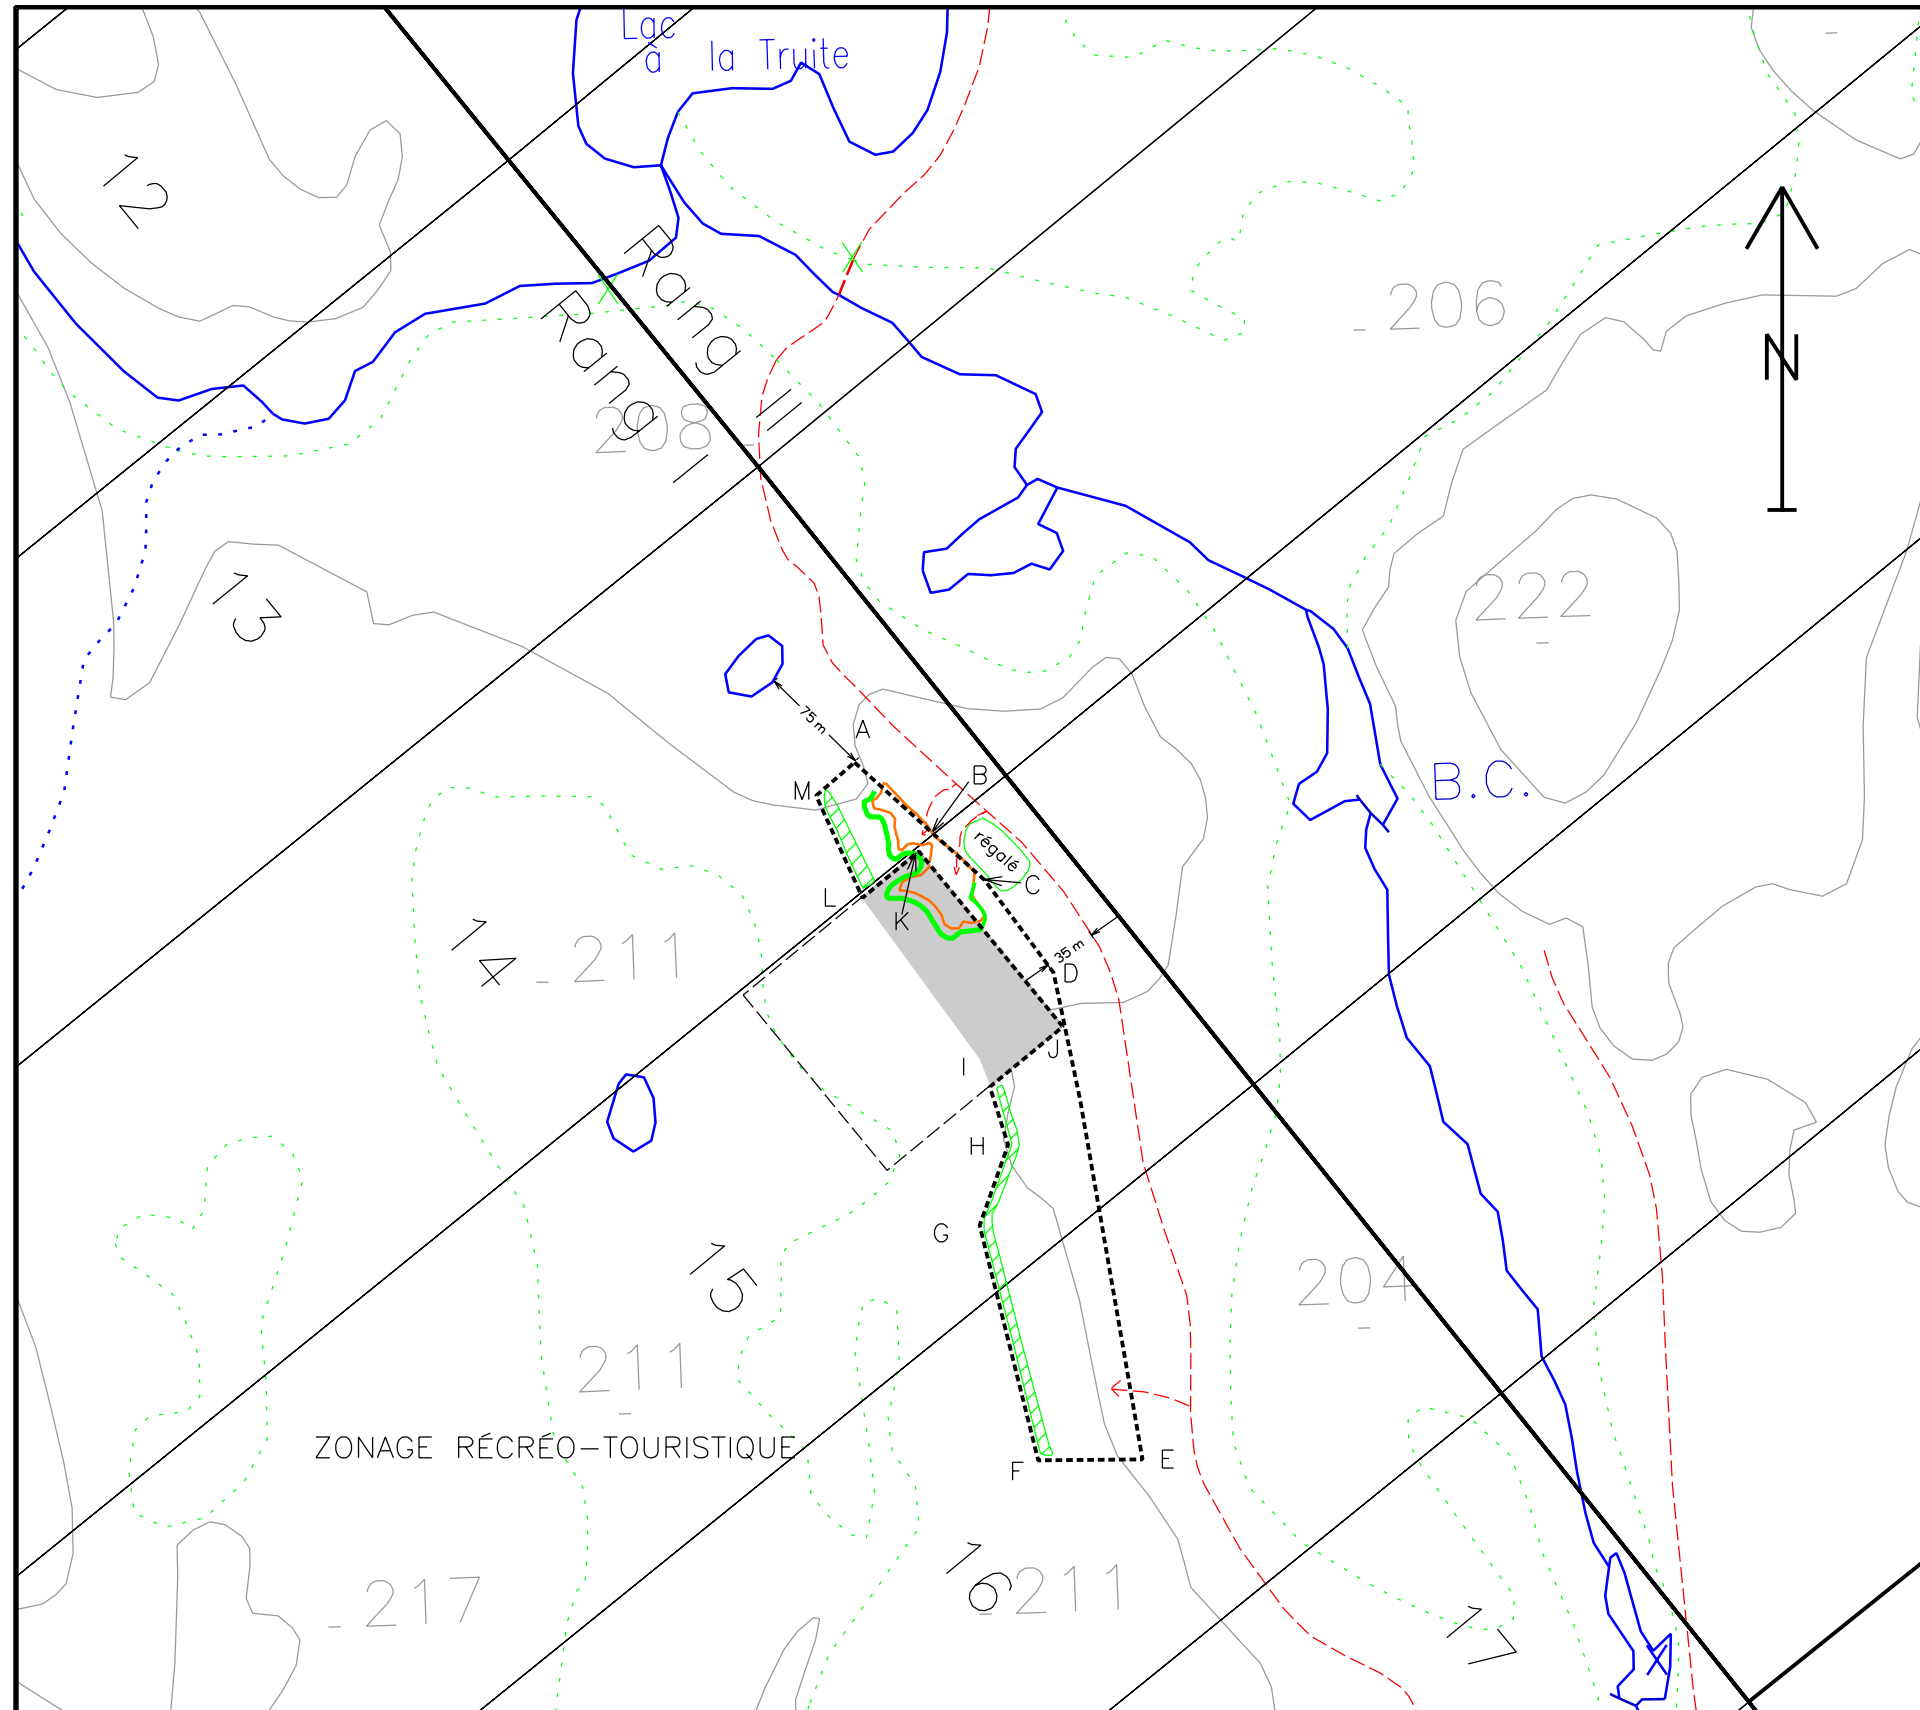 Lac
à la Truite
12
Rang II
Rang I
206
N
208
13
222
75 m
A
B
B.C.
M
régalé
C
L
K
14
211
35 m
D
J
I
H
G
15
204
211
ZONAGE RÉCRÉO-TOURISTIQUE
F
E
16
211
217
17